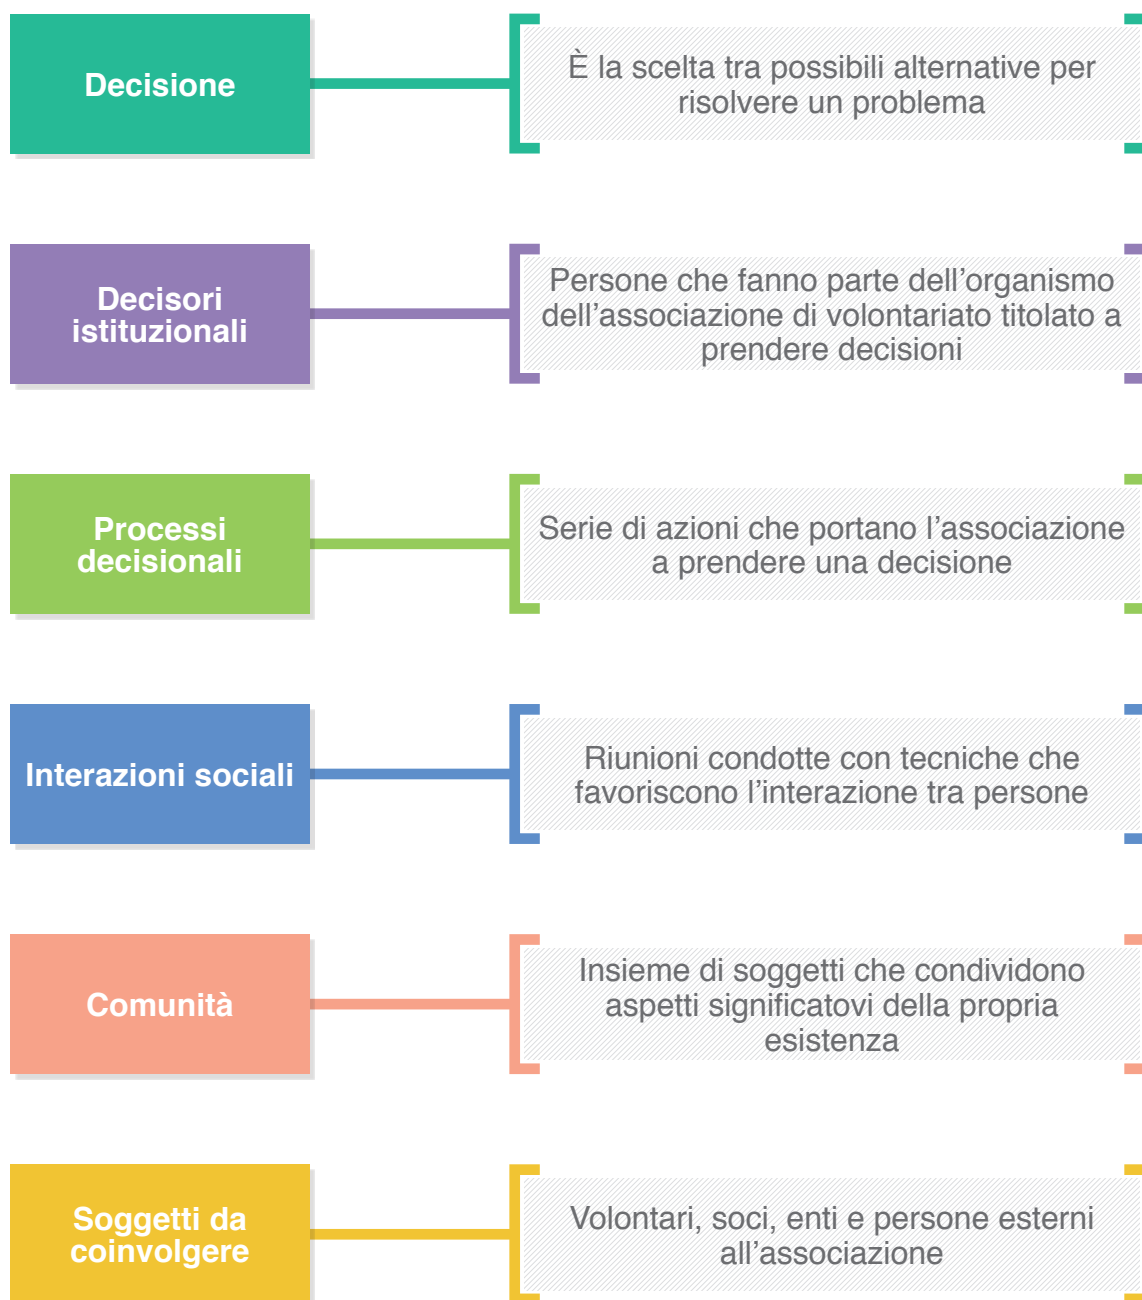 Decisione
È la scelta tra possibili alternative per
risolvere un problema
Decisori
istituzionali
Persone che fanno parte dell’organismo
dell’associazione di volontariato titolato a
prendere decisioni
Processi
decisionali
Serie di azioni che portano l’associazione
a prendere una decisione
Interazioni sociali
Riunioni condotte con tecniche che
favoriscono l’interazione tra persone
Comunità
Insieme di soggetti che condividono
aspetti significatovi della propria
esistenza
Soggetti da
coinvolgere
Volontari, soci, enti e persone esterni
all’associazione